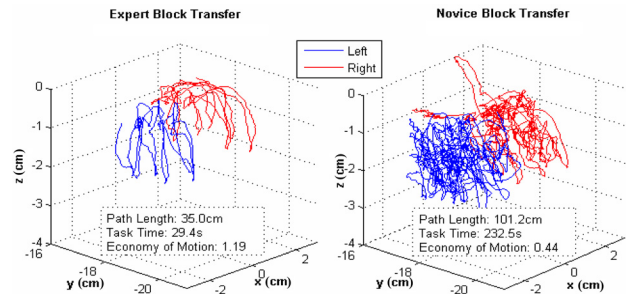 Expert Block Transfer
Novice Block Transfer
Left
Right
0
-1
-2
-3
-4
z (cm)
-16
-18
-20
y (cm)
-2
0
2
x (cm)
Path Length: 35.0cm
Task Time: 29.4s
Economy of Motion: 1.19
0
-1
-2
-3
-4
z (cm)
-16
-18
-20
y (cm)
-2
0
2
x (cm)
Path Length: 101.2cm
Task Time: 232.5s
Economy of Motion: 0.44